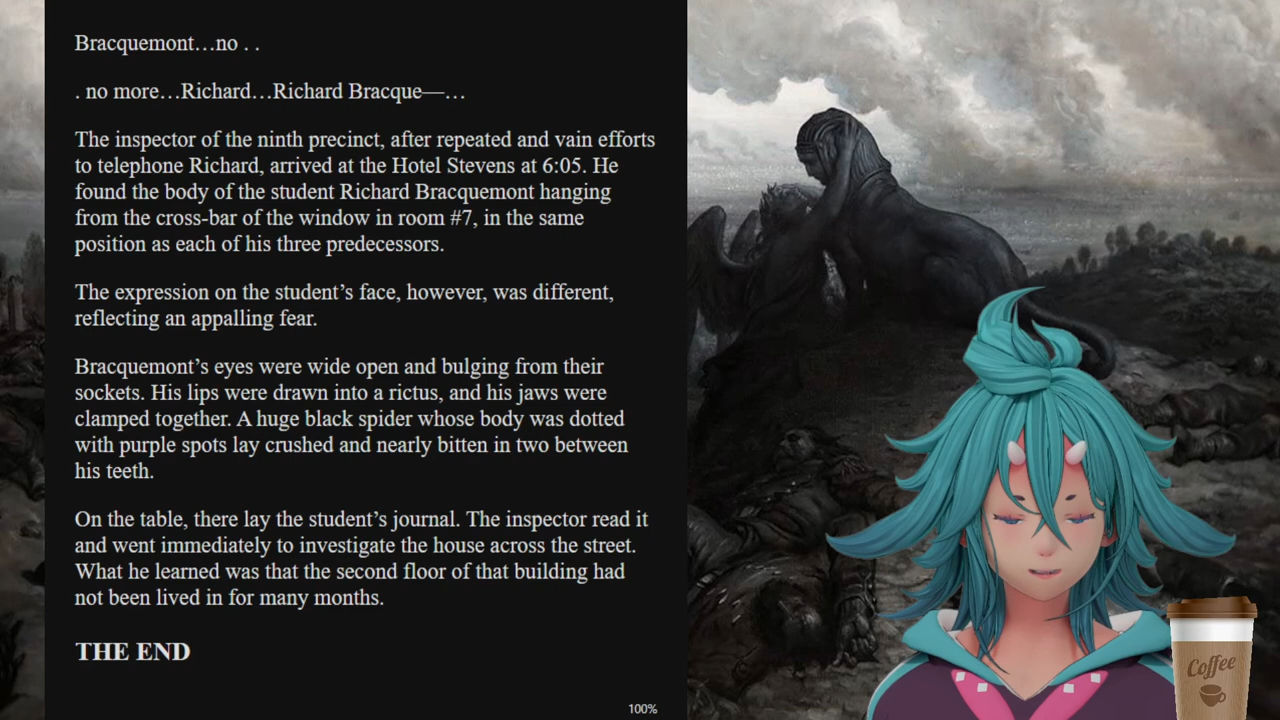 Bracquemont…no . .
. no more…Richard…Richard Bracque—…
The inspector of the ninth precinct, after repeated and vain efforts
to telephone Richard, arrived at the Hotel Stevens at 6:05. He
found the body of the student Richard Bracquemont hanging
from the cross-bar of the window in room #7, in the same
position as each of his three predecessors.
The expression on the student’s face, however, was different,
reflecting an appalling fear.
Bracquemont’s eyes were wide open and bulging from their
sockets. His lips were drawn into a rictus, and his jaws were
clamped together. A huge black spider whose body was dotted
with purple spots lay crushed and nearly bitten in two between
his teeth.
On the table, there lay the student’s journal. The inspector read it
and went immediately to investigate the house across the street.
What he learned was that the second floor of that building had
not been lived in for many months.
THE END
100%
Coffee